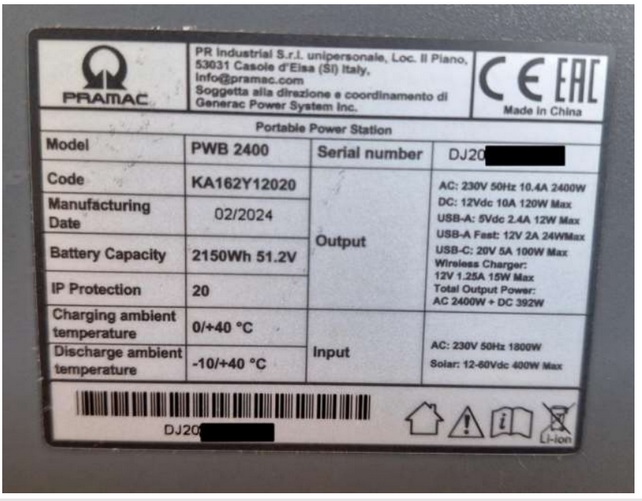 PRAMAC
PR Industrial S.r.l. unipersonale, Loc. Il Piano,
53031 Casole d'Elsa (SI) Italy,
Info@pramac.com
Soggetta alla direzione e coordinamento di
Generac Power System Inc.
CE EAC
Made in China
Portable Power Station
Model PWB 2400 Serial number DJ20
Code KA162Y12020
Manufacturing
Date 02/2024
Battery Capacity 2150Wh 51.2V
IP Protection 20
Charging ambient
temperature 0/+40 °C
Discharge ambient
temperature -10/+40 °C
Output
AC: 230V 50Hz 10.4A 2400W
DC: 12Vdc 10A 120W Max
USB-A: 5Vdc 2.4A 12W Max
USB-A Fast: 12V 2A 24WMax
USB-C: 20V 5A 100W Max
Wireless Charger:
12V 1.25A 15W Max
Total Output Power:
AC 2400W + DC 392W
Input
AC: 230V 50Hz 1800W
Solar: 12-60Vdc 400W Max
DJ20
Li-ion